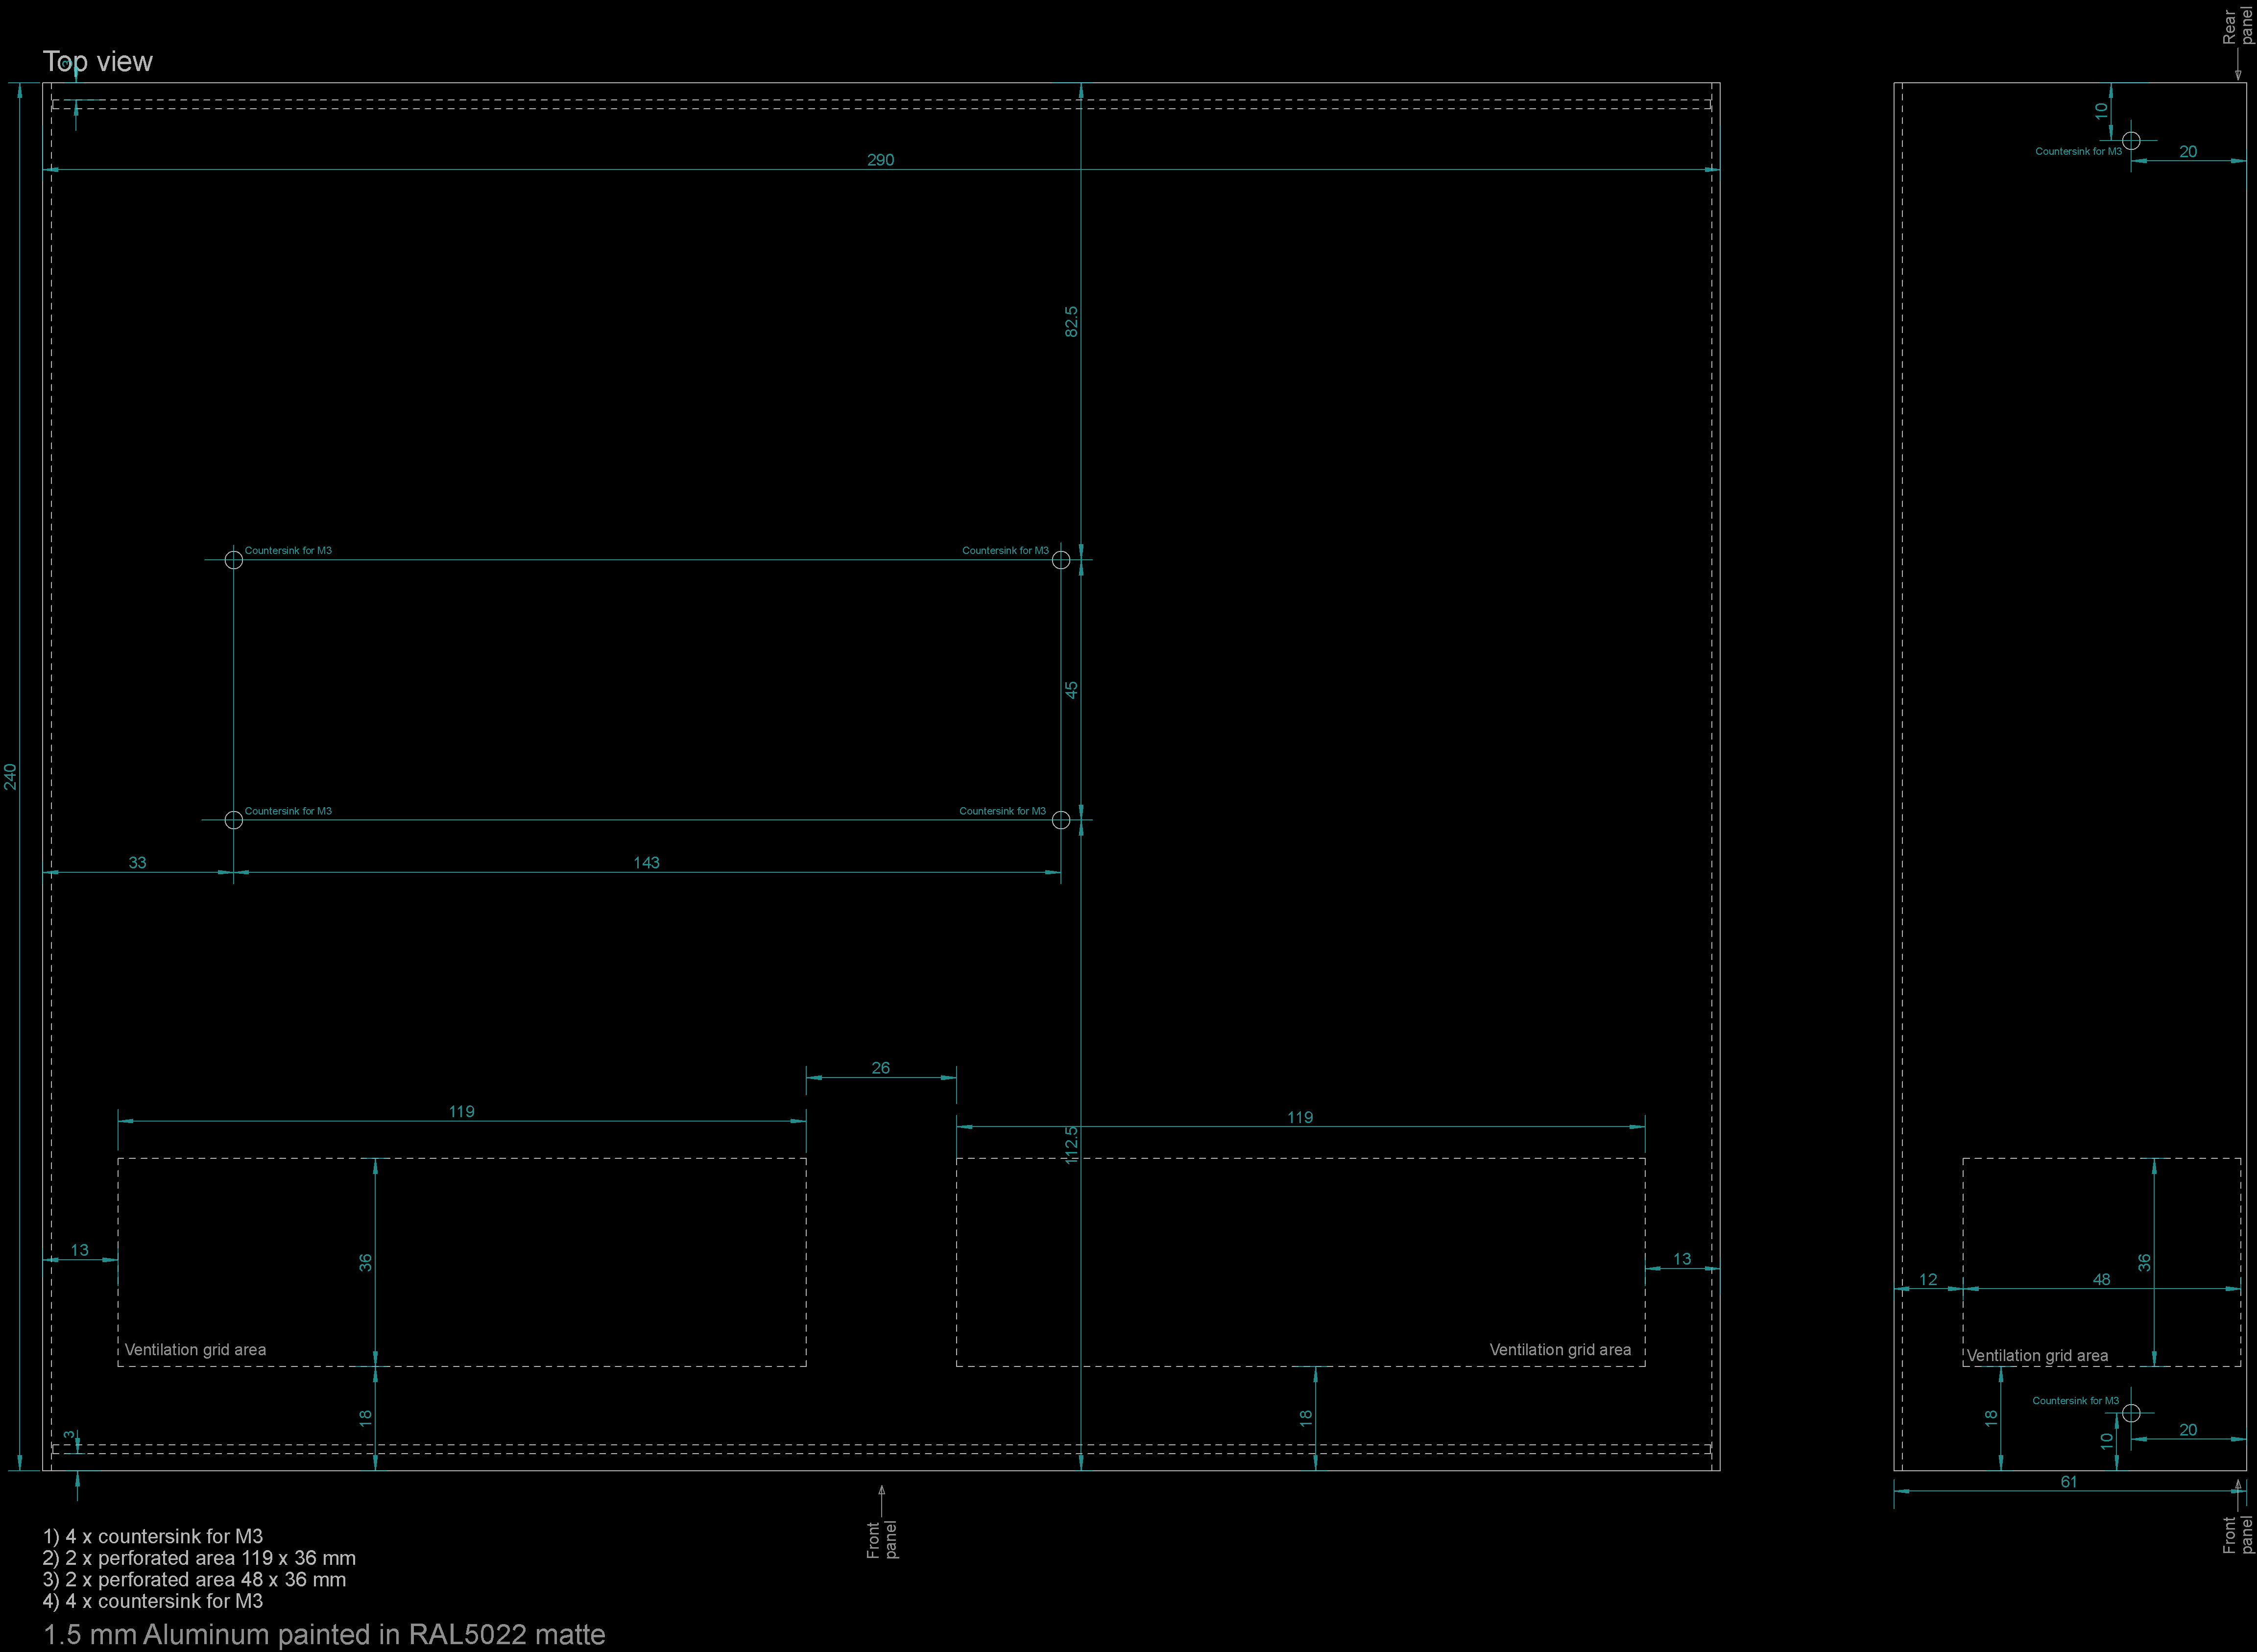 Rear
panel
Top view
3
10
Countersink for M3
20
290
82.5
Countersink for M3
Countersink for M3
45
240
Countersink for M3
Countersink for M3
33
143
26
119
119
112.5
13
36
13
36
12
48
Ventilation grid area
Ventilation grid area
Ventilation grid area
Countersink for M3
18
18
18
3
10
20
61
Front
panel
Front
panel
1) 4 x countersink for M3
2) 2 x perforated area 119 x 36 mm
3) 2 x perforated area 48 x 36 mm
4) 4 x countersink for M3
1.5 mm Aluminum painted in RAL5022 matte